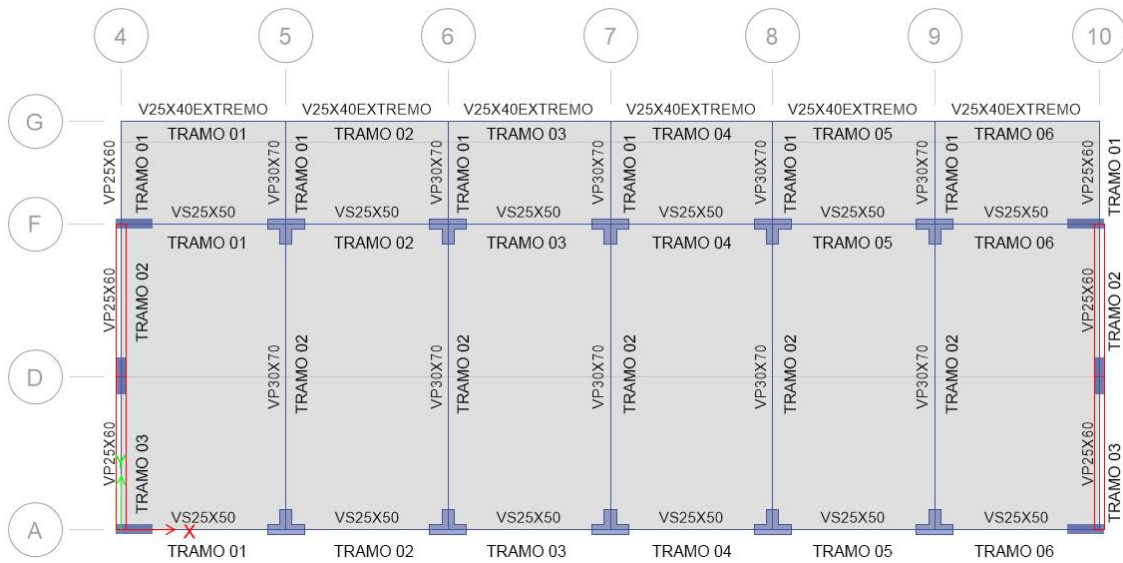 4 5 6 7 8 9 10
V25X40EXTREMO V25X40EXTREMO V25X40EXTREMO V25X40EXTREMO V25X40EXTREMO V25X40EXTREMO
G
TRAMO 01 TRAMO 02 TRAMO 03 TRAMO 04 TRAMO 05 TRAMO 06
VP25X60 TRAMO 01 VP30X70 TRAMO 01 VP30X70 TRAMO 01 VP30X70 TRAMO 01 VP30X70 TRAMO 01 VP30X70 TRAMO 01 VP25X60 TRAMO 01
VS25X50 VS25X50 VS25X50 VS25X50 VS25X50 VS25X50
F
TRAMO 01 TRAMO 02 TRAMO 03 TRAMO 04 TRAMO 05 TRAMO 06
VP25X60 TRAMO 02 VP25X60 TRAMO 02
D
VP30X70 TRAMO 02 VP30X70 TRAMO 02 VP30X70 TRAMO 02 VP30X70 TRAMO 02 VP30X70 TRAMO 02
VP25X60 TRAMO 03 VP25X60 TRAMO 03
Y
VS25X50 VS25X50 VS25X50 VS25X50 VS25X50 VS25X50
A
X
TRAMO 01 TRAMO 02 TRAMO 03 TRAMO 04 TRAMO 05 TRAMO 06